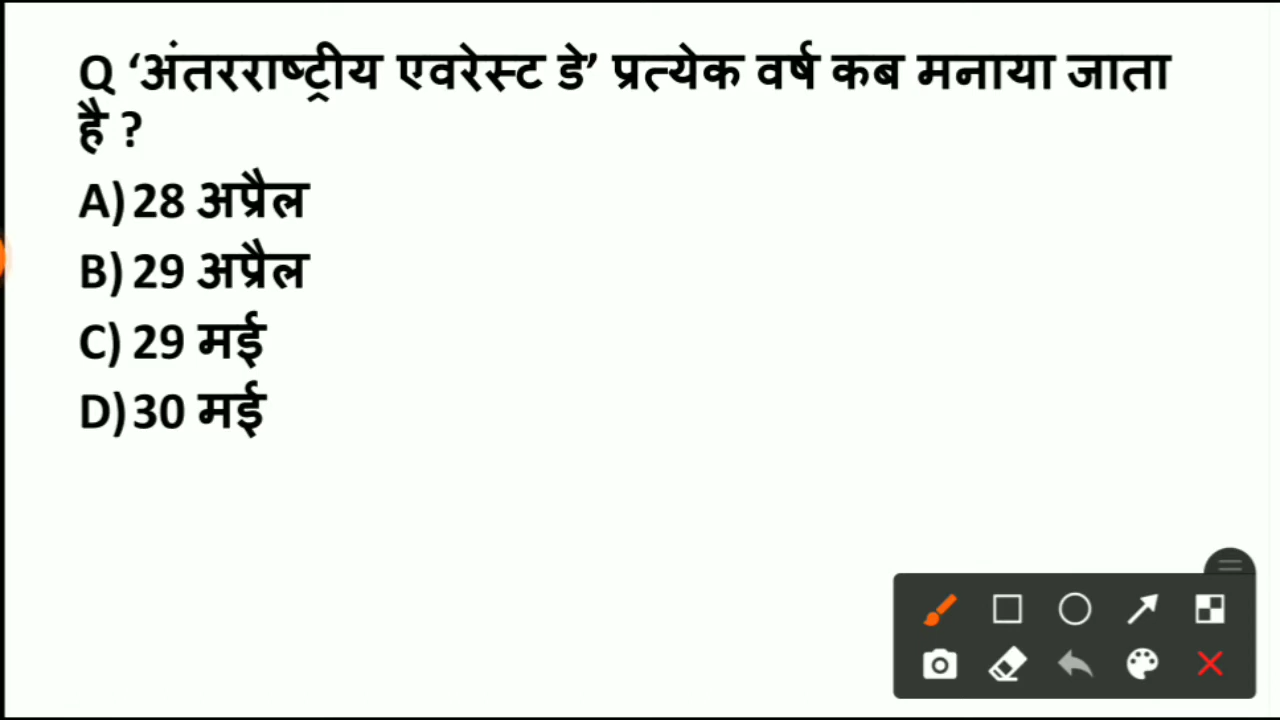 Q ‘अंतरराष्ट्रीय एवरेस्ट डे’ प्रत्येक वर्ष कब मनाया जाता
है ?
A) 28 अप्रैल
B) 29 अप्रैल
C) 29 मई
D) 30 मई